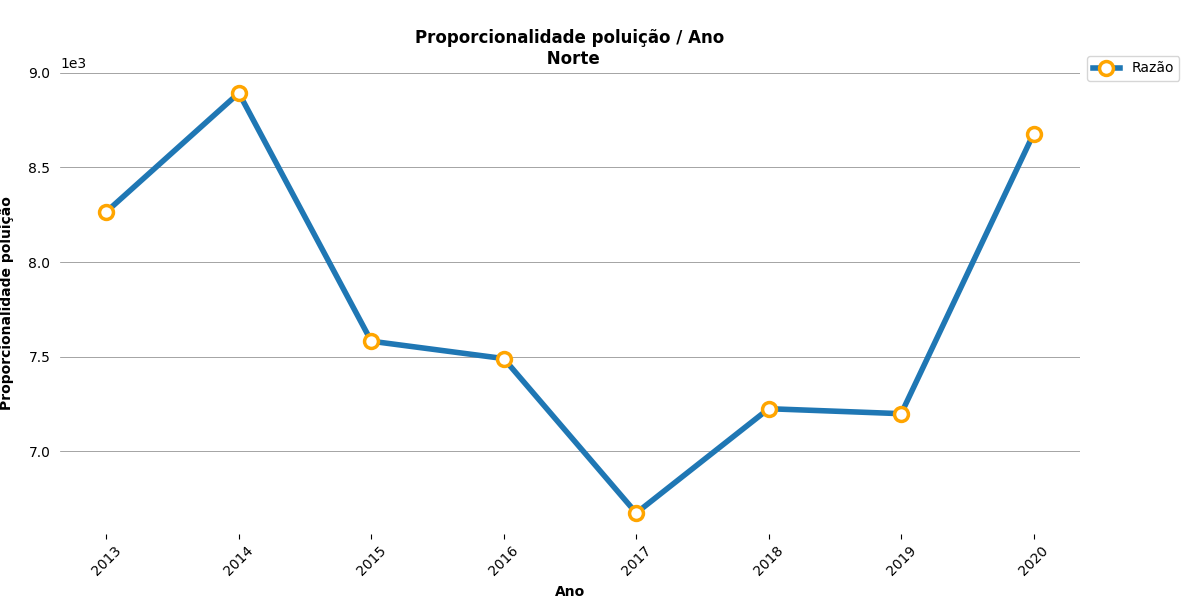 Proporcionalidade poluição / Ano
Norte
1e3
Razão
9.0
8.5
8.0
7.5
7.0
Proporcionalidade poluição
2013
2014
2015
2016
2017
2018
2019
2020
Ano